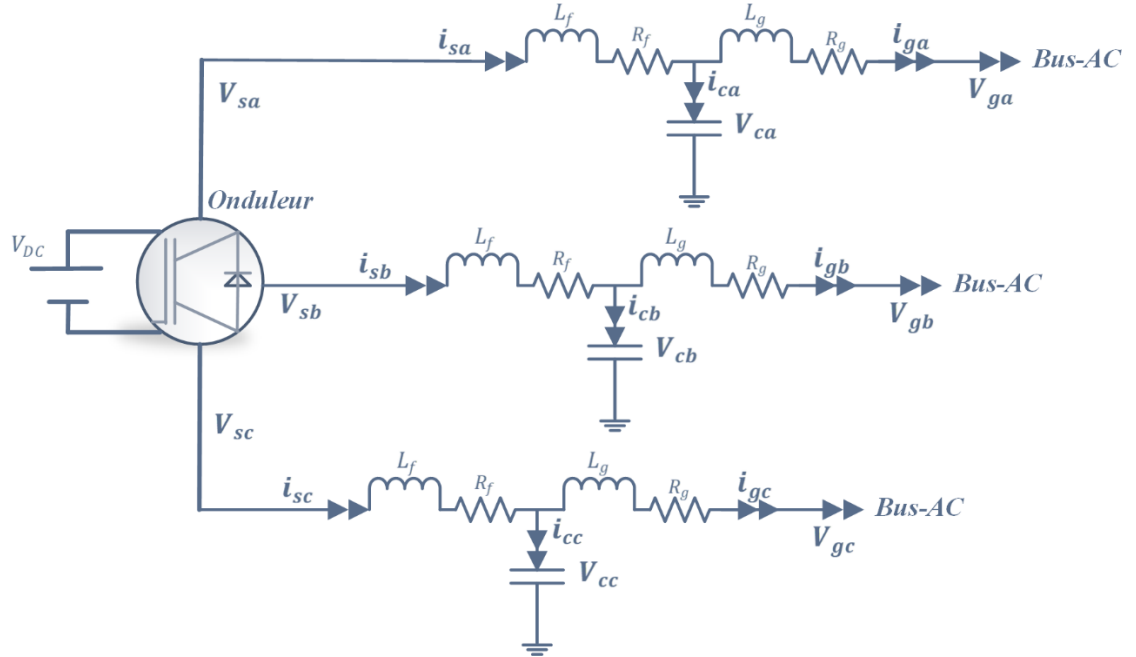 L_f
L_g
i_sa
R_f
R_g
i_ga
Bus-AC
V_sa
i_ca
V_ga
V_ca
Onduleur
V_DC
L_f
L_g
i_sb
R_f
R_g
i_gb
Bus-AC
V_sb
i_cb
V_gb
V_cb
V_sc
L_f
L_g
i_sc
R_f
R_g
i_gc
Bus-AC
i_cc
V_gc
V_cc